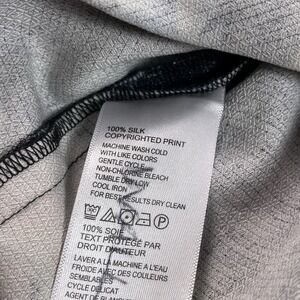 100% SILK
COPYRIGHTED PRINT
MACHINE WASH COLD
WITH LIKE COLORS
GENTLE CYCLE
NON-CHLORINE BLEACH
TUMBLE DRY LOW
COOL IRON
FOR BEST RESULTS DRY CLEAN
100% SOIE
TEXT PROTÉGÉ PAR
DROIT D'AUTEUR
LAVER A LA MACHINE A L'EAU
FROIDE AVEC DES COULEURS
SEMBLABLES
CYCLE DELICAT
AGENT DE BLANCHI